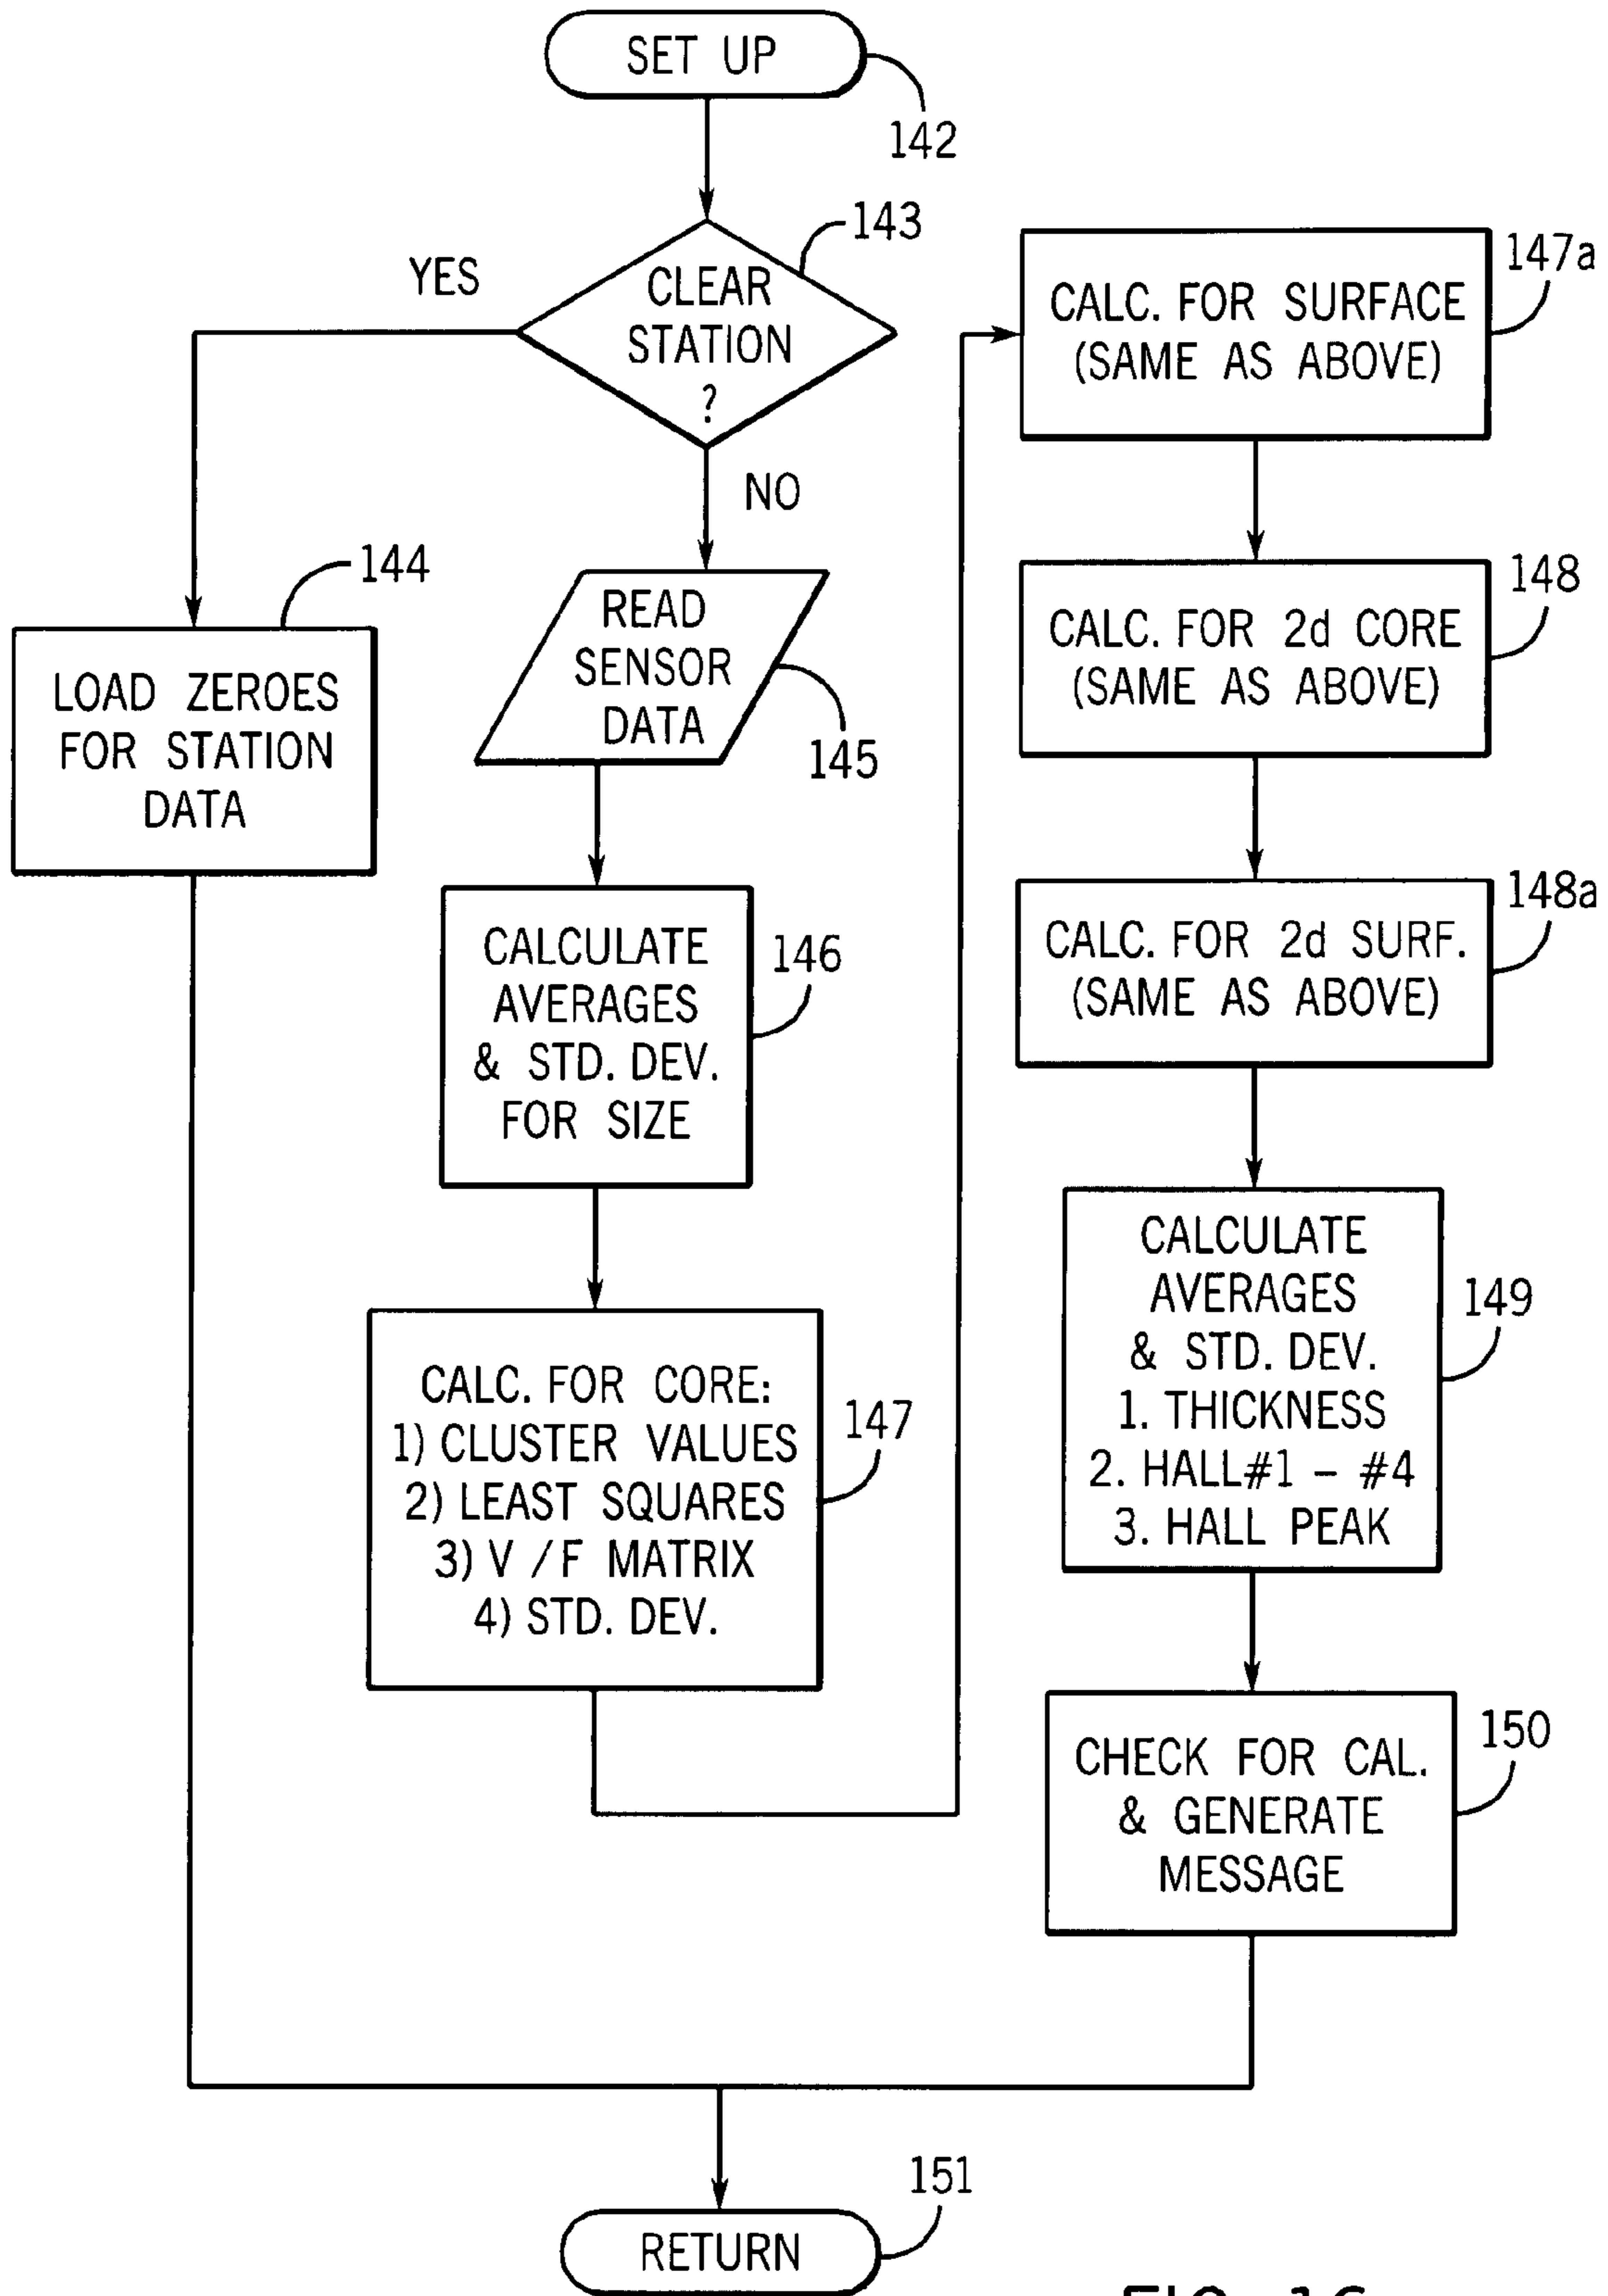 SET UP
142
143
YES
CLEAR
STATION
?
NO
144
LOAD ZEROES
FOR STATION
DATA
READ
SENSOR
DATA
145
CALCULATE
AVERAGES
& STD. DEV.
FOR SIZE
146
CALC. FOR CORE:
1) CLUSTER VALUES
2) LEAST SQUARES
3) V / F MATRIX
4) STD. DEV.
147
CALC. FOR SURFACE
(SAME AS ABOVE)
147a
CALC. FOR 2d CORE
(SAME AS ABOVE)
148
CALC. FOR 2d SURF.
(SAME AS ABOVE)
148a
CALCULATE
AVERAGES
& STD. DEV.
1. THICKNESS
2. HALL#1 – #4
3. HALL PEAK
149
CHECK FOR CAL.
& GENERATE
MESSAGE
150
RETURN
151